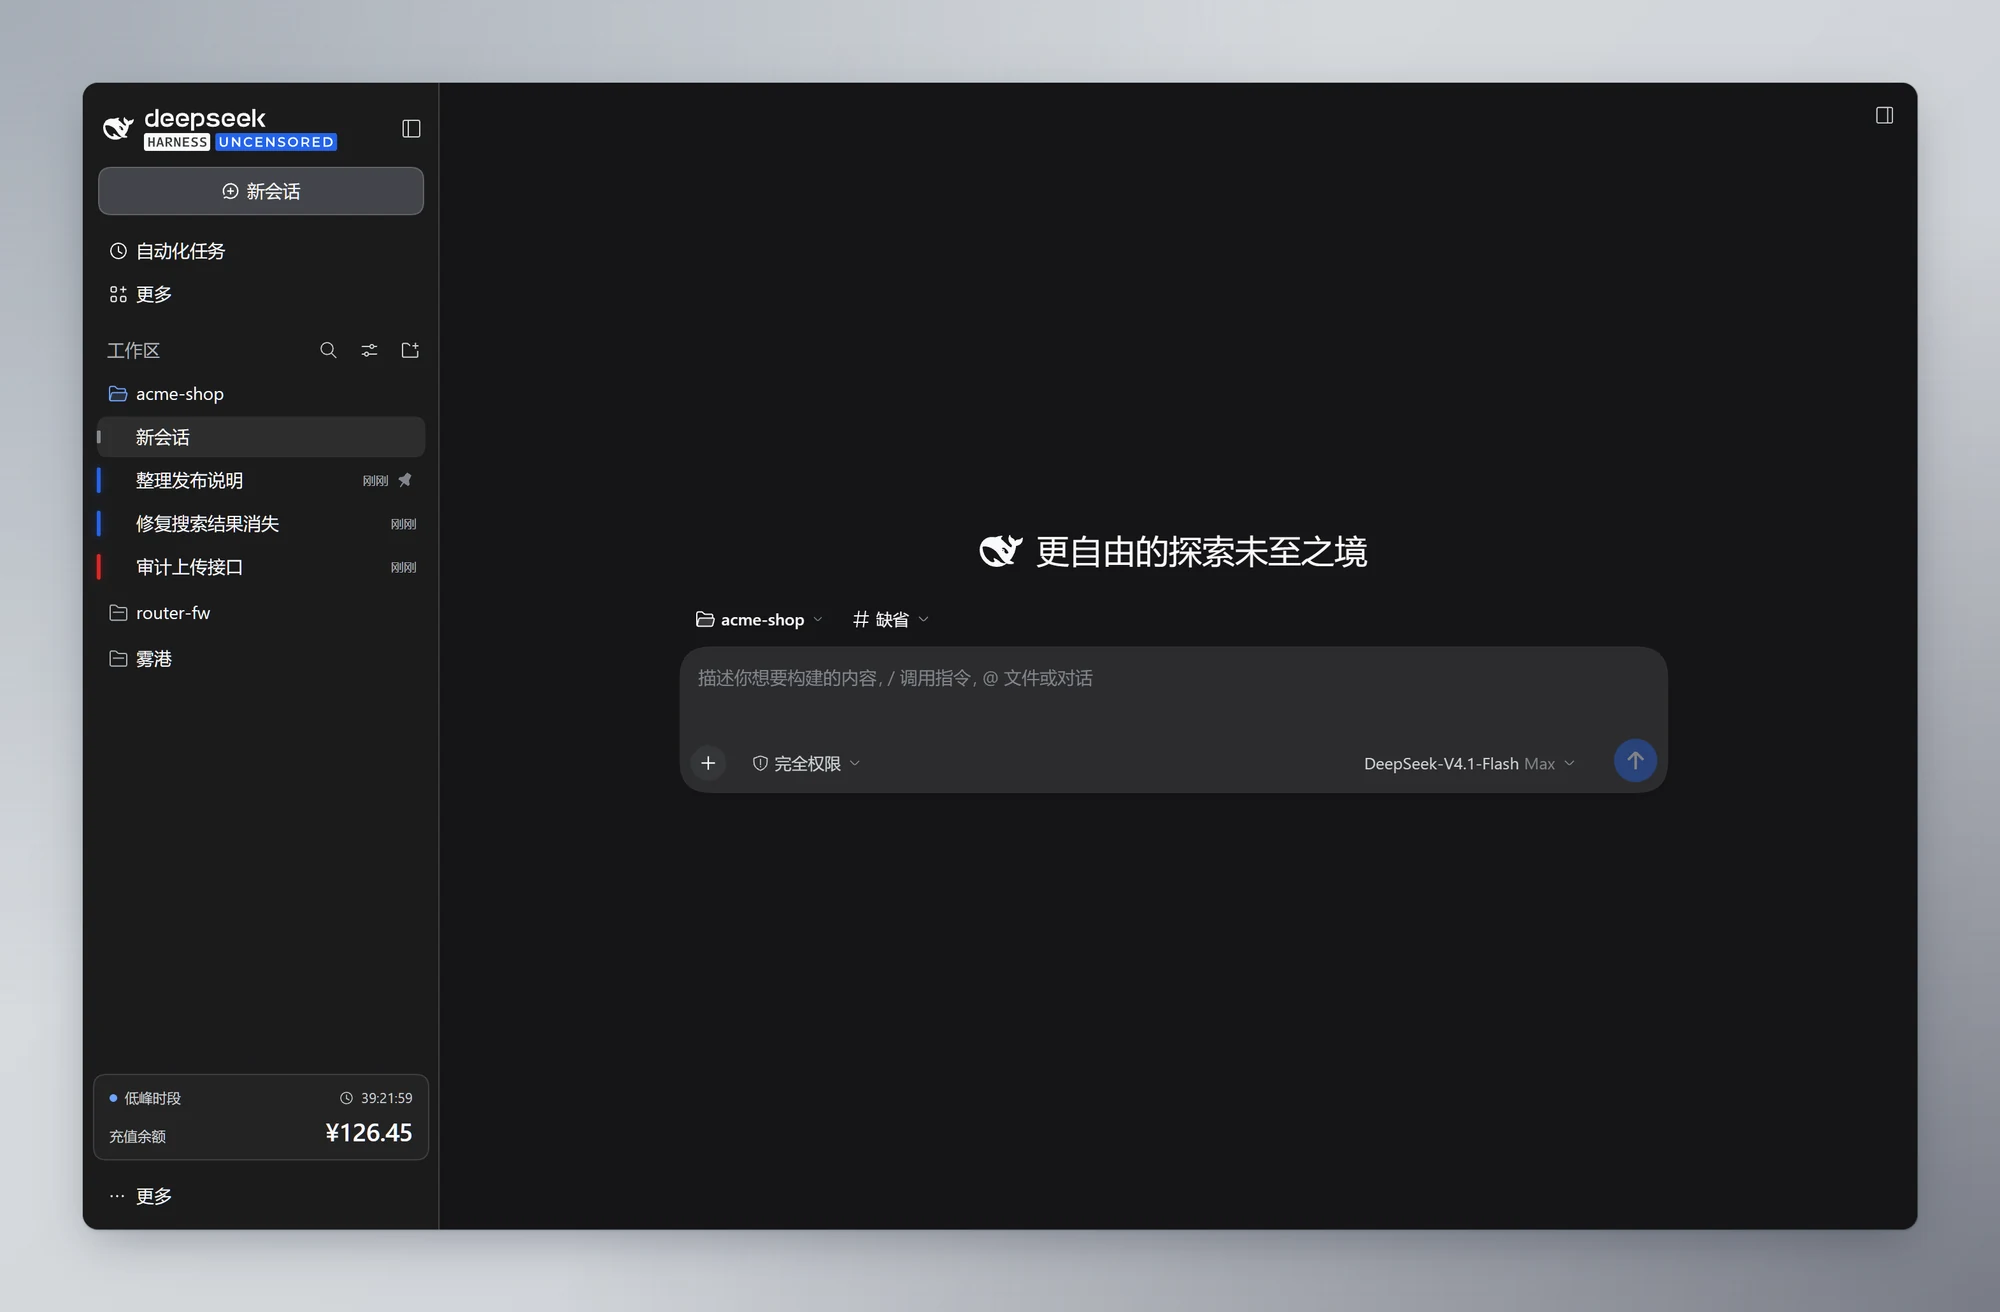 deepseek
HARNESS UNCENSORED
新会话
自动化任务
更多
工作区
acme-shop
新会话
整理发布说明 刚刚
修复搜索结果消失 刚刚
审计上传接口 刚刚
router-fw
雾港
低峰时段 39:21:59
充值余额 ¥126.45
… 更多
更自由的探索未至之境
acme-shop # 缺省
描述你想要构建的内容, / 调用指令, @ 文件或对话
完全权限 DeepSeek-V4.1-Flash Max